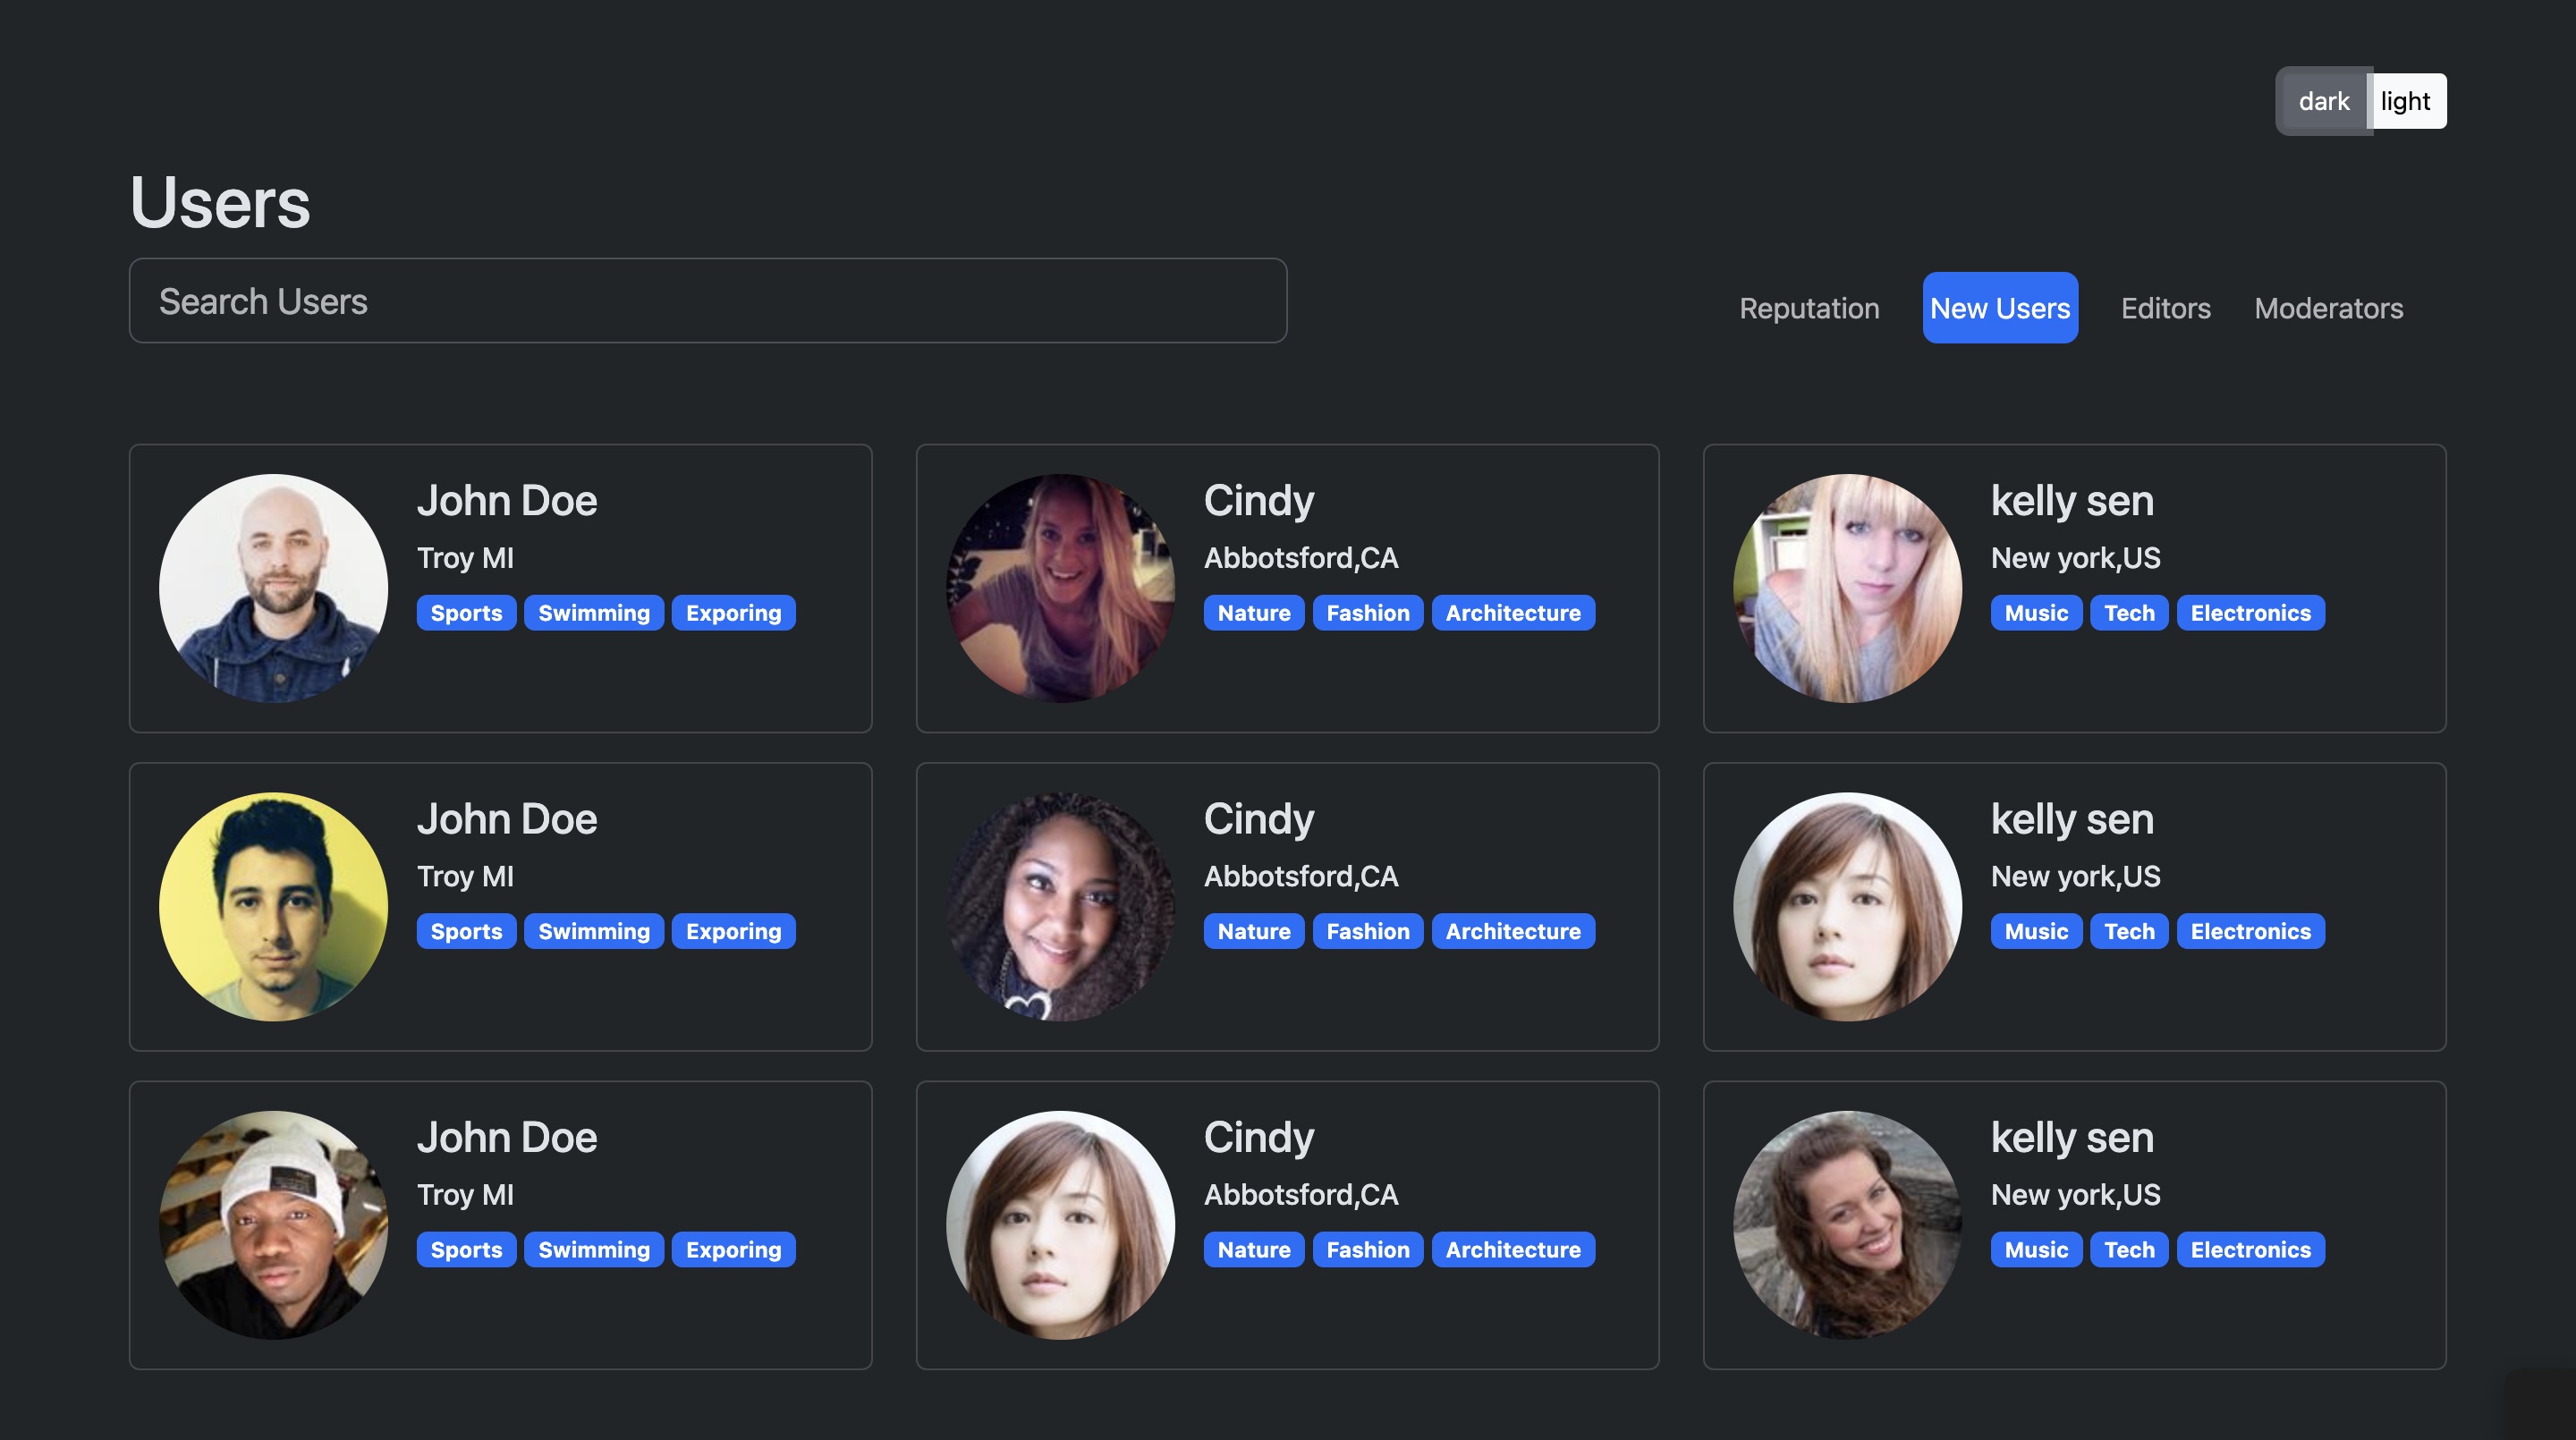 dark light
Users
Search Users
Reputation New Users Editors Moderators
John Doe
Troy MI
Sports Swimming Exporing
Cindy
Abbotsford,CA
Nature Fashion Architecture
kelly sen
New york,US
Music Tech Electronics
John Doe
Troy MI
Sports Swimming Exporing
Cindy
Abbotsford,CA
Nature Fashion Architecture
kelly sen
New york,US
Music Tech Electronics
John Doe
Troy MI
Sports Swimming Exporing
Cindy
Abbotsford,CA
Nature Fashion Architecture
kelly sen
New york,US
Music Tech Electronics